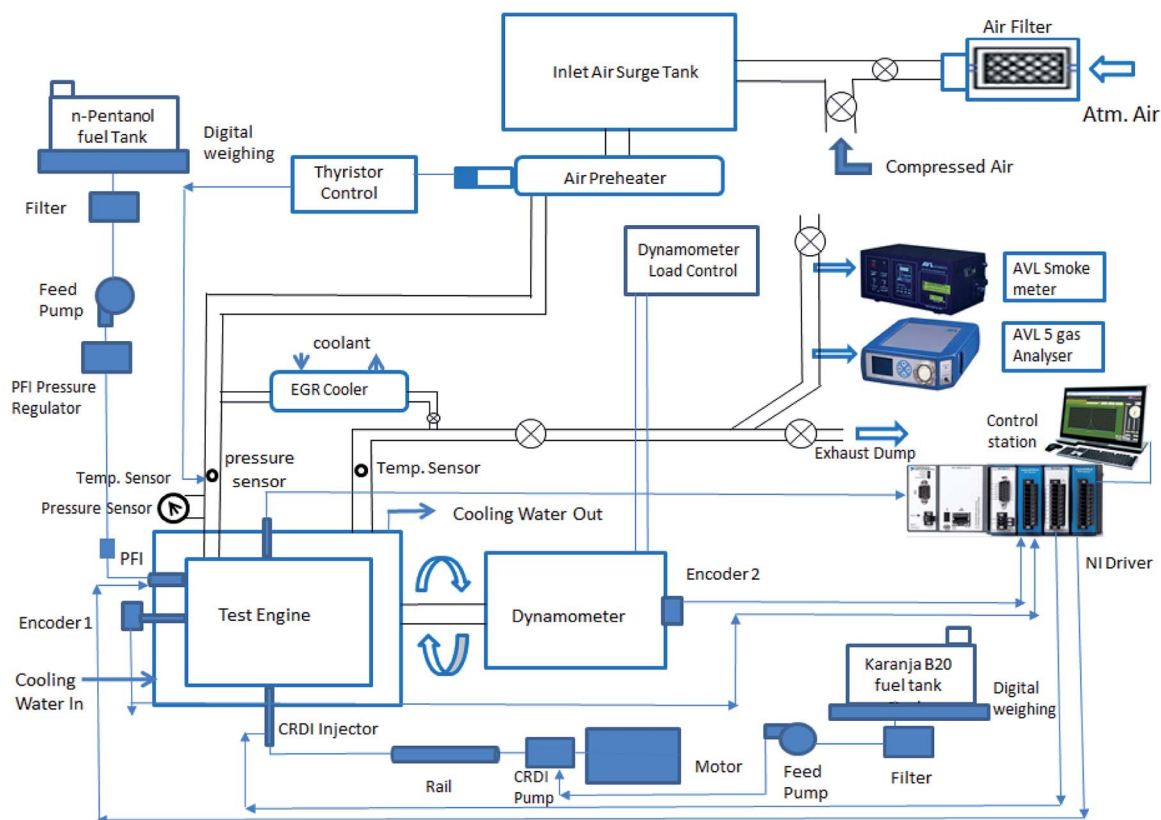 Air Filter
Inlet Air Surge Tank
Atm. Air
n-Pentanol
fuel Tank
Digital
weighing
Compressed Air
Thyristor
Control
Air Preheater
Filter
Dynamometer
Load Control
AVL Smoke
meter
Feed
Pump
coolant
AVL 5 gas
Analyser
EGR Cooler
PFI Pressure
Regulator
Control
station
Exhaust Dump
pressure
sensor
Temp. Sensor
Temp. Sensor
Pressure Sensor
Cooling Water Out
PFI
NI Driver
Encoder 2
Test Engine
Dynamometer
Encoder 1
Karanja B20
fuel tank
Cooling
Water In
Digital
weighing
CRDI Injector
Rail
CRDI
Pump
Motor
Feed
Pump
Filter